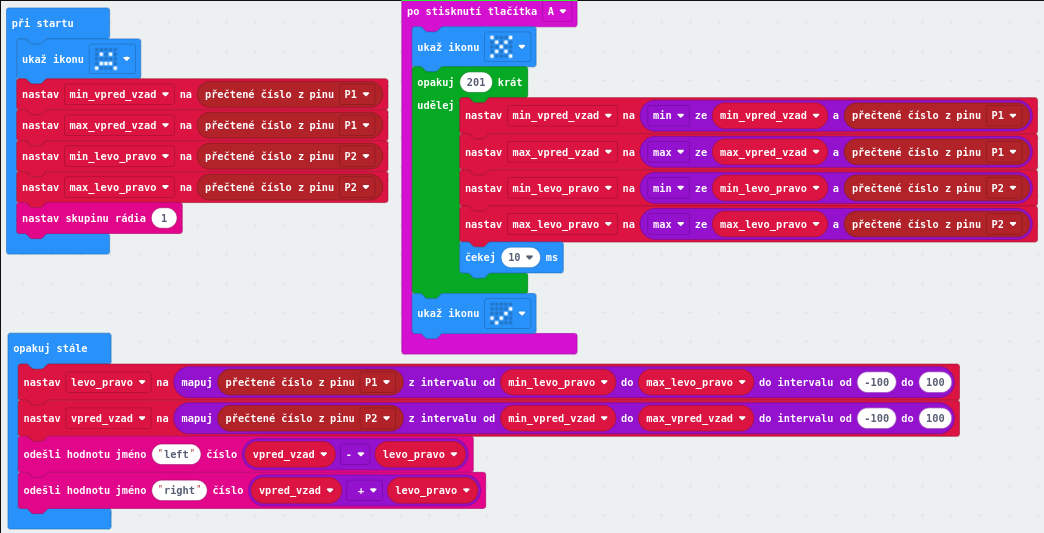 při startu
ukaž ikonu
nastav min_vpred_vzad na přečtené číslo z pinu P1
nastav max_vpred_vzad na přečtené číslo z pinu P1
nastav min_levo_pravo na přečtené číslo z pinu P2
nastav max_levo_pravo na přečtené číslo z pinu P2
nastav skupinu rádia 1
po stisknutí tlačítka A
ukaž ikonu
opakuj 201 krát
udělej
nastav min_vpred_vzad na min ze min_vpred_vzad a přečtené číslo z pinu P1
nastav max_vpred_vzad na max ze max_vpred_vzad a přečtené číslo z pinu P1
nastav min_levo_pravo na min ze min_levo_pravo a přečtené číslo z pinu P2
nastav max_levo_pravo na max ze max_levo_pravo a přečtené číslo z pinu P2
čekej 10 ms
ukaž ikonu
opakuj stále
nastav levo_pravo na mapuj přečtené číslo z pinu P1 z intervalu od min_levo_pravo do max_levo_pravo do intervalu od -100 do 100
nastav vpred_vzad na mapuj přečtené číslo z pinu P2 z intervalu od min_vpred_vzad do max_vpred_vzad do intervalu od -100 do 100
odešli hodnotu jméno "left" číslo vpred_vzad - levo_pravo
odešli hodnotu jméno "right" číslo vpred_vzad + levo_pravo